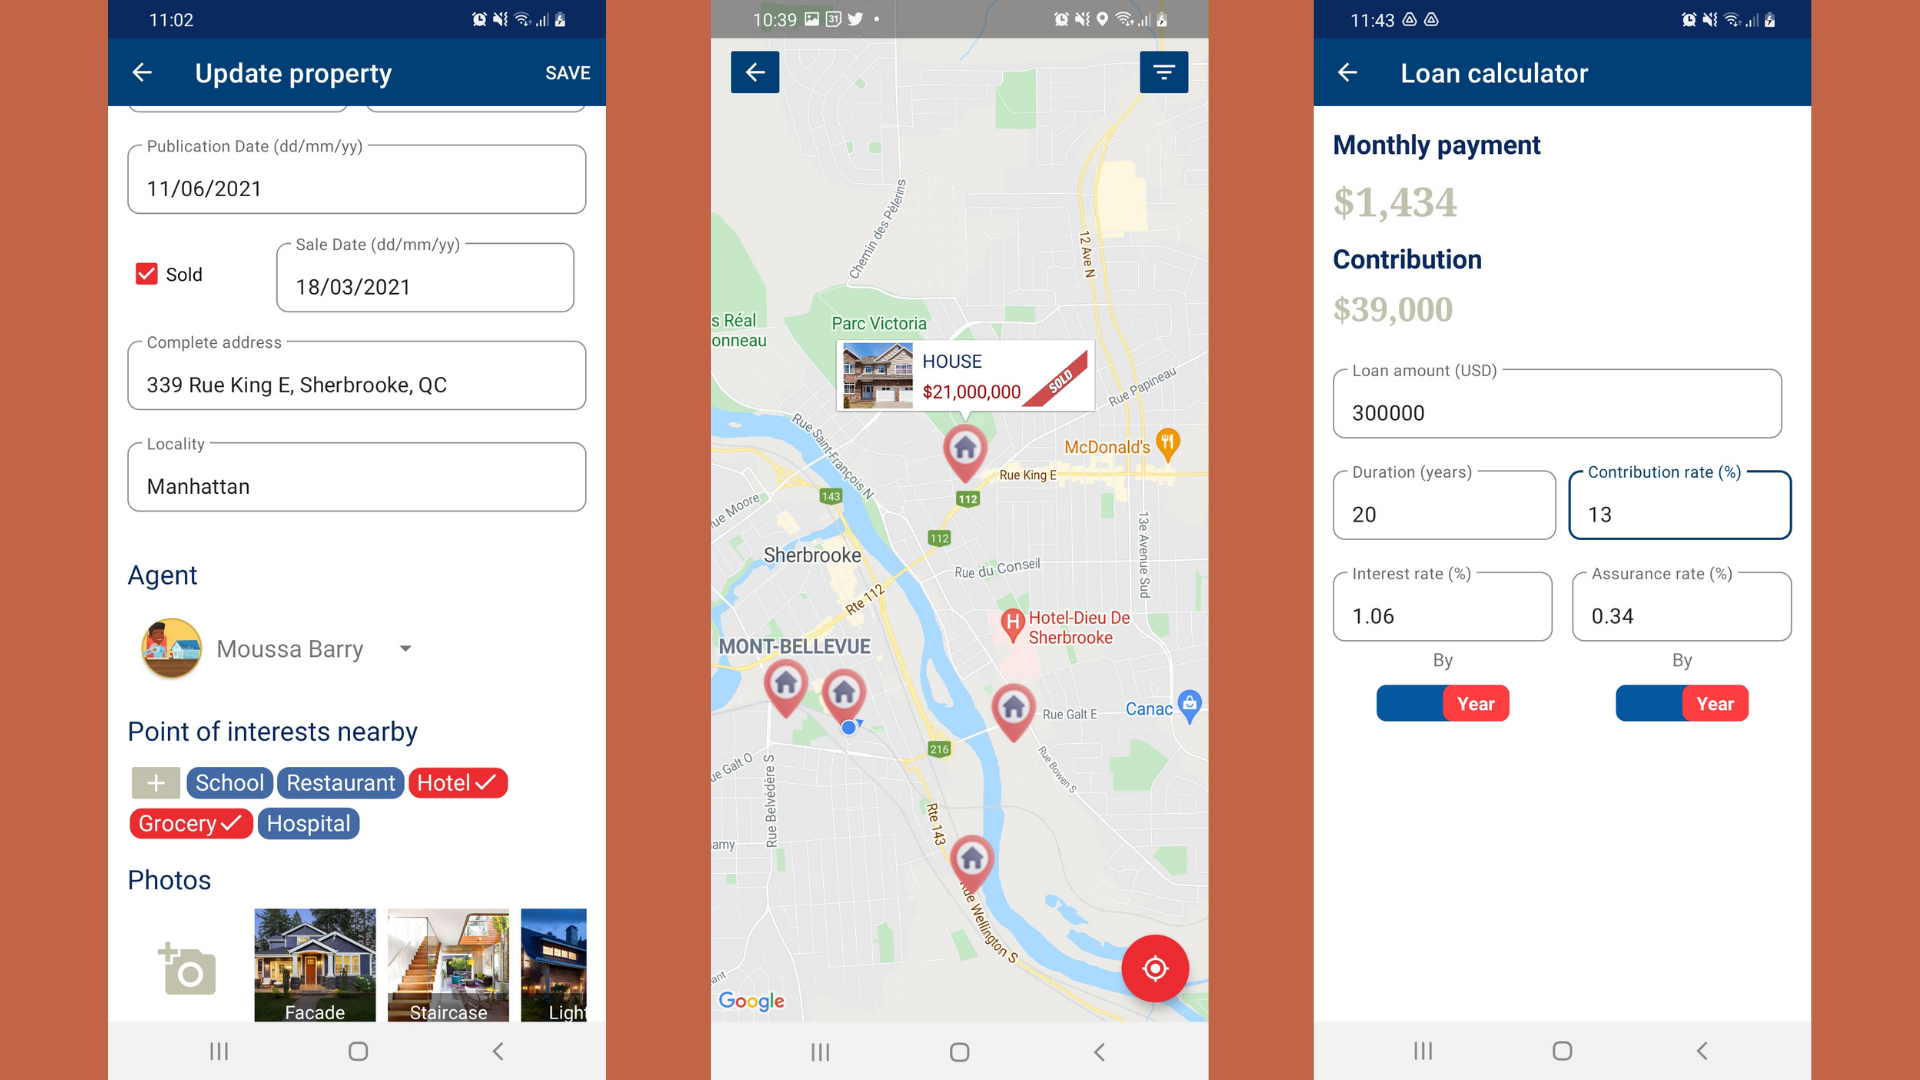 11:02
Update property
SAVE
Publication Date (dd/mm/yy)
11/06/2021
Sale Date (dd/mm/yy)
Sold
18/03/2021
Complete address
339 Rue King E, Sherbrooke, QC
Locality
Manhattan
Agent
Moussa Barry
Point of interests nearby
+ School Restaurant Hotel
Grocery Hospital
Photos
Facade
Staircase
Light
10:39
31
Chemin des Pèlerins
12 Ave N
s Réal
onneau
Parc Victoria
HOUSE
$21,000,000
SOLD
Rue Papineau
Rue Saint-François N
McDonald's
Rue King E
143
112
ue Moore
112
13e Avenue Sud
Sherbrooke
Rue du Conseil
Rte 112
H
Hotel-Dieu De
Sherbrooke
MONT-BELLEVUE
Canac
Rue Galt E
216
ue Galt O
Rue Belvédère S
Rue Bowen S
Rte 143
amy
Rue Wellington S
ant
Google
11:43
Loan calculator
Monthly payment
$1,434
Contribution
$39,000
Loan amount (USD)
300000
Duration (years)
20
Contribution rate (%)
13
Interest rate (%)
1.06
Assurance rate (%)
0.34
By
Year
By
Year